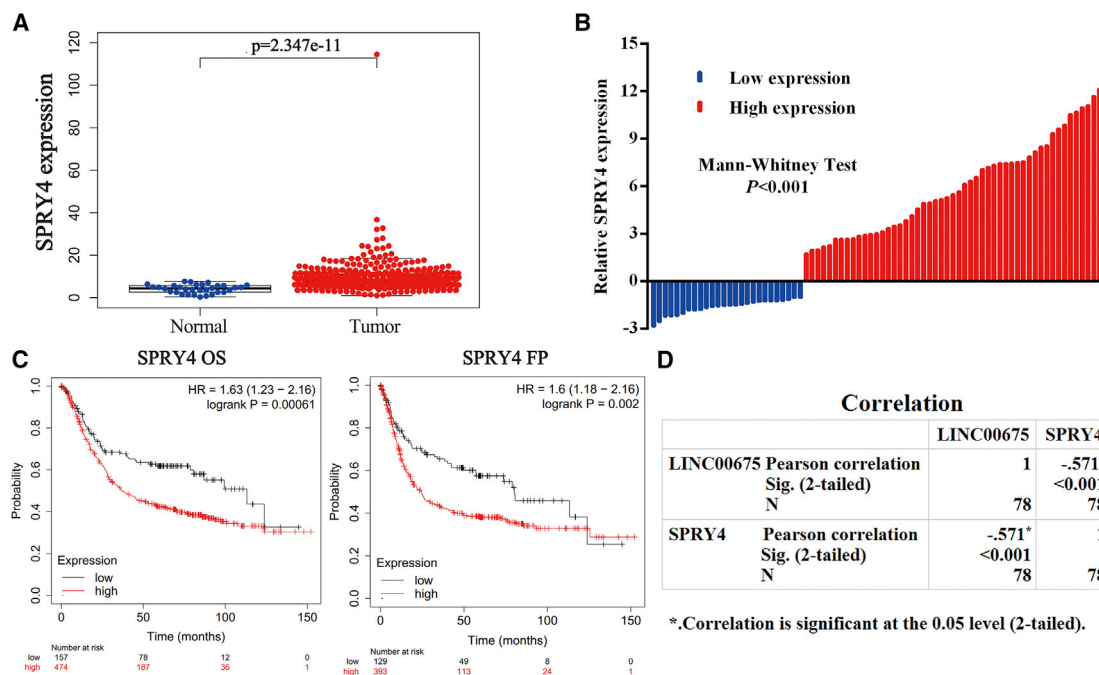 A
p=2.347e-11
SPRY4 expression
120
100
80
60
40
20
0
Normal
Tumor
B
Relative SPRY4 expression
15
12
9
6
3
0
-3
Low expression
High expression
Mann-Whitney Test
P<0.001
C
SPRY4 OS
HR = 1.63 (1.23 − 2.16)
logrank P = 0.00061
Probability
1.0
0.8
0.6
0.4
0.2
0.0
Expression
low
high
0 50 100 150
Time (months)
Number at risk
low 157 78 12 0
high 474 187 36 1
SPRY4 FP
HR = 1.6 (1.18 − 2.16)
logrank P = 0.002
Probability
1.0
0.8
0.6
0.4
0.2
0.0
Expression
low
high
0 50 100 150
Time (months)
Number at risk
low 129 49 8 0
high 393 113 24 1
D
Correlation
LINC00675 SPRY4
LINC00675 Pearson correlation 1 -.571
Sig. (2-tailed) <.001
N 78 78
SPRY4 Pearson correlation -.571* 1
Sig. (2-tailed) <.001
N 78 78
*.Correlation is significant at the 0.05 level (2-tailed).